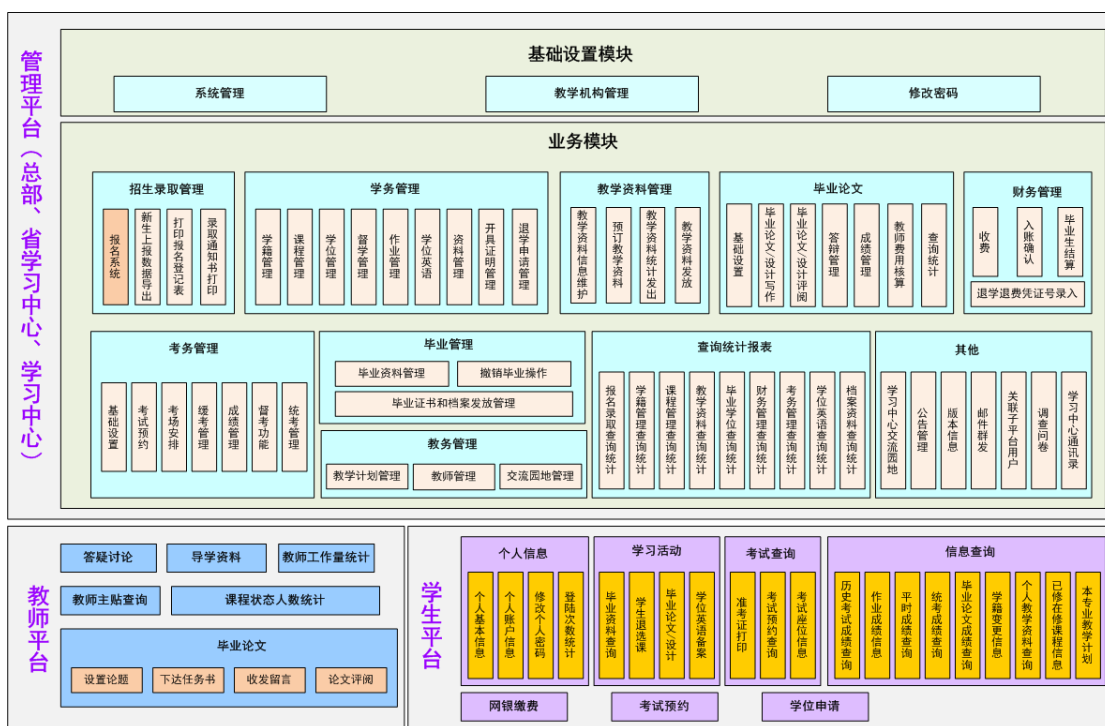 管理平台（总部、省学习中心、学习中心）
基础设置模块
系统管理
教学机构管理
修改密码
业务模块
招生录取管理
报名系统
新生上报数据导出
打印报名登记表
录取通知书打印
学务管理
学籍管理
课程管理
学位管理
督学管理
作业管理
学位英语
资料管理
开具证明管理
退学申请管理
教学资料管理
教学资料信息维护
预订教学资料
教学资料统计发出
教学资料发放
毕业论文
基础设置
毕业论文/设计写作
毕业论文/设计评阅
答辩管理
成绩管理
教师费用核算
查询统计
财务管理
收费
入账确认
毕业生结算
退学退费凭证号录入
考务管理
基础设置
考试预约
考场安排
缓考管理
成绩管理
督考功能
统考管理
毕业管理
毕业资料管理
撤销毕业操作
毕业证书和档案发放管理
教务管理
教学计划管理
教师管理
交流园地管理
查询统计报表
报名录取查询统计
学籍管理查询统计
课程管理查询统计
教学资料查询统计
毕业学位查询统计
财务管理查询统计
考务管理查询统计
学位英语查询统计
档案资料查询统计
其他
学习中心交流园地
公告管理
版本信息
邮件群发
关联子平台用户
调查问卷
学习中心通讯录
教师平台
答疑讨论
导学资料
教师工作量统计
教师主贴查询
课程状态人数统计
毕业论文
设置论题
下达任务书
收发留言
论文评阅
学生平台
个人信息
个人基本信息
个人账户信息
修改个人密码
登陆次数统计
学习活动
毕业资料查询
学生退选课
毕业论文/设计
学位英语备案
考试查询
准考证打印
考试预约查询
考试座位信息
信息查询
历史考试成绩查询
作业成绩信息
平时成绩查询
统考成绩查询
毕业论文成绩查询
学籍变更信息
个人教学资料查询
已修在修课程信息
本专业教学计划
网银缴费
考试预约
学位申请